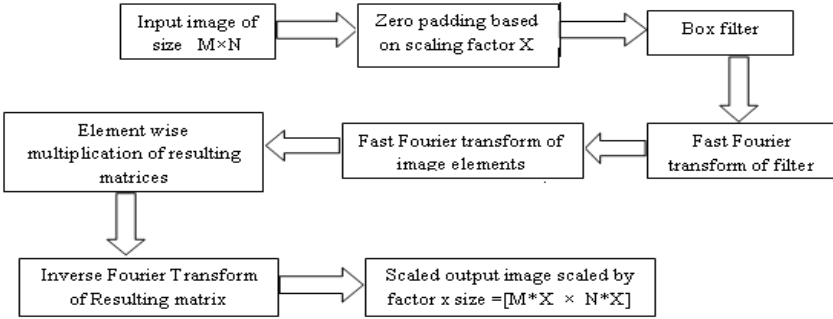 Input image of
size M×N
Zero padding based
on scaling factor X
Box filter
Fast Fourier
transform of filter
Fast Fourier transform of
image elements
Element wise
multiplication of resulting
matrices
Inverse Fourier Transform
of Resulting matrix
Scaled output image scaled by
factor x size =[M*X × N*X]